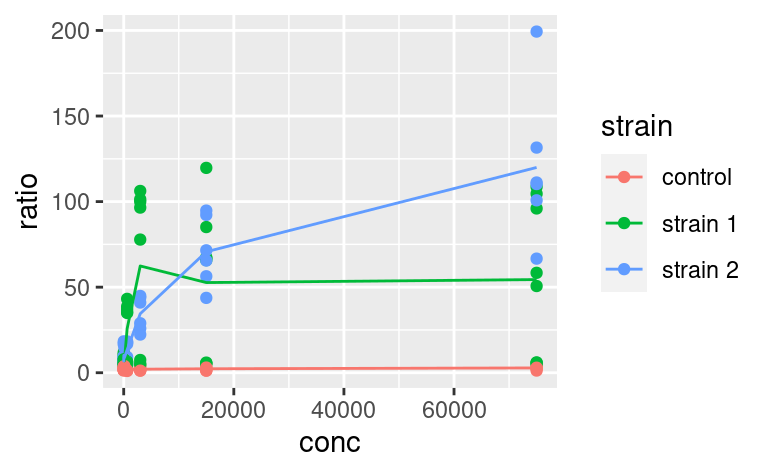 200
150
100
50
0
ratio
0 20000 40000 60000
conc
strain
control
strain 1
strain 2